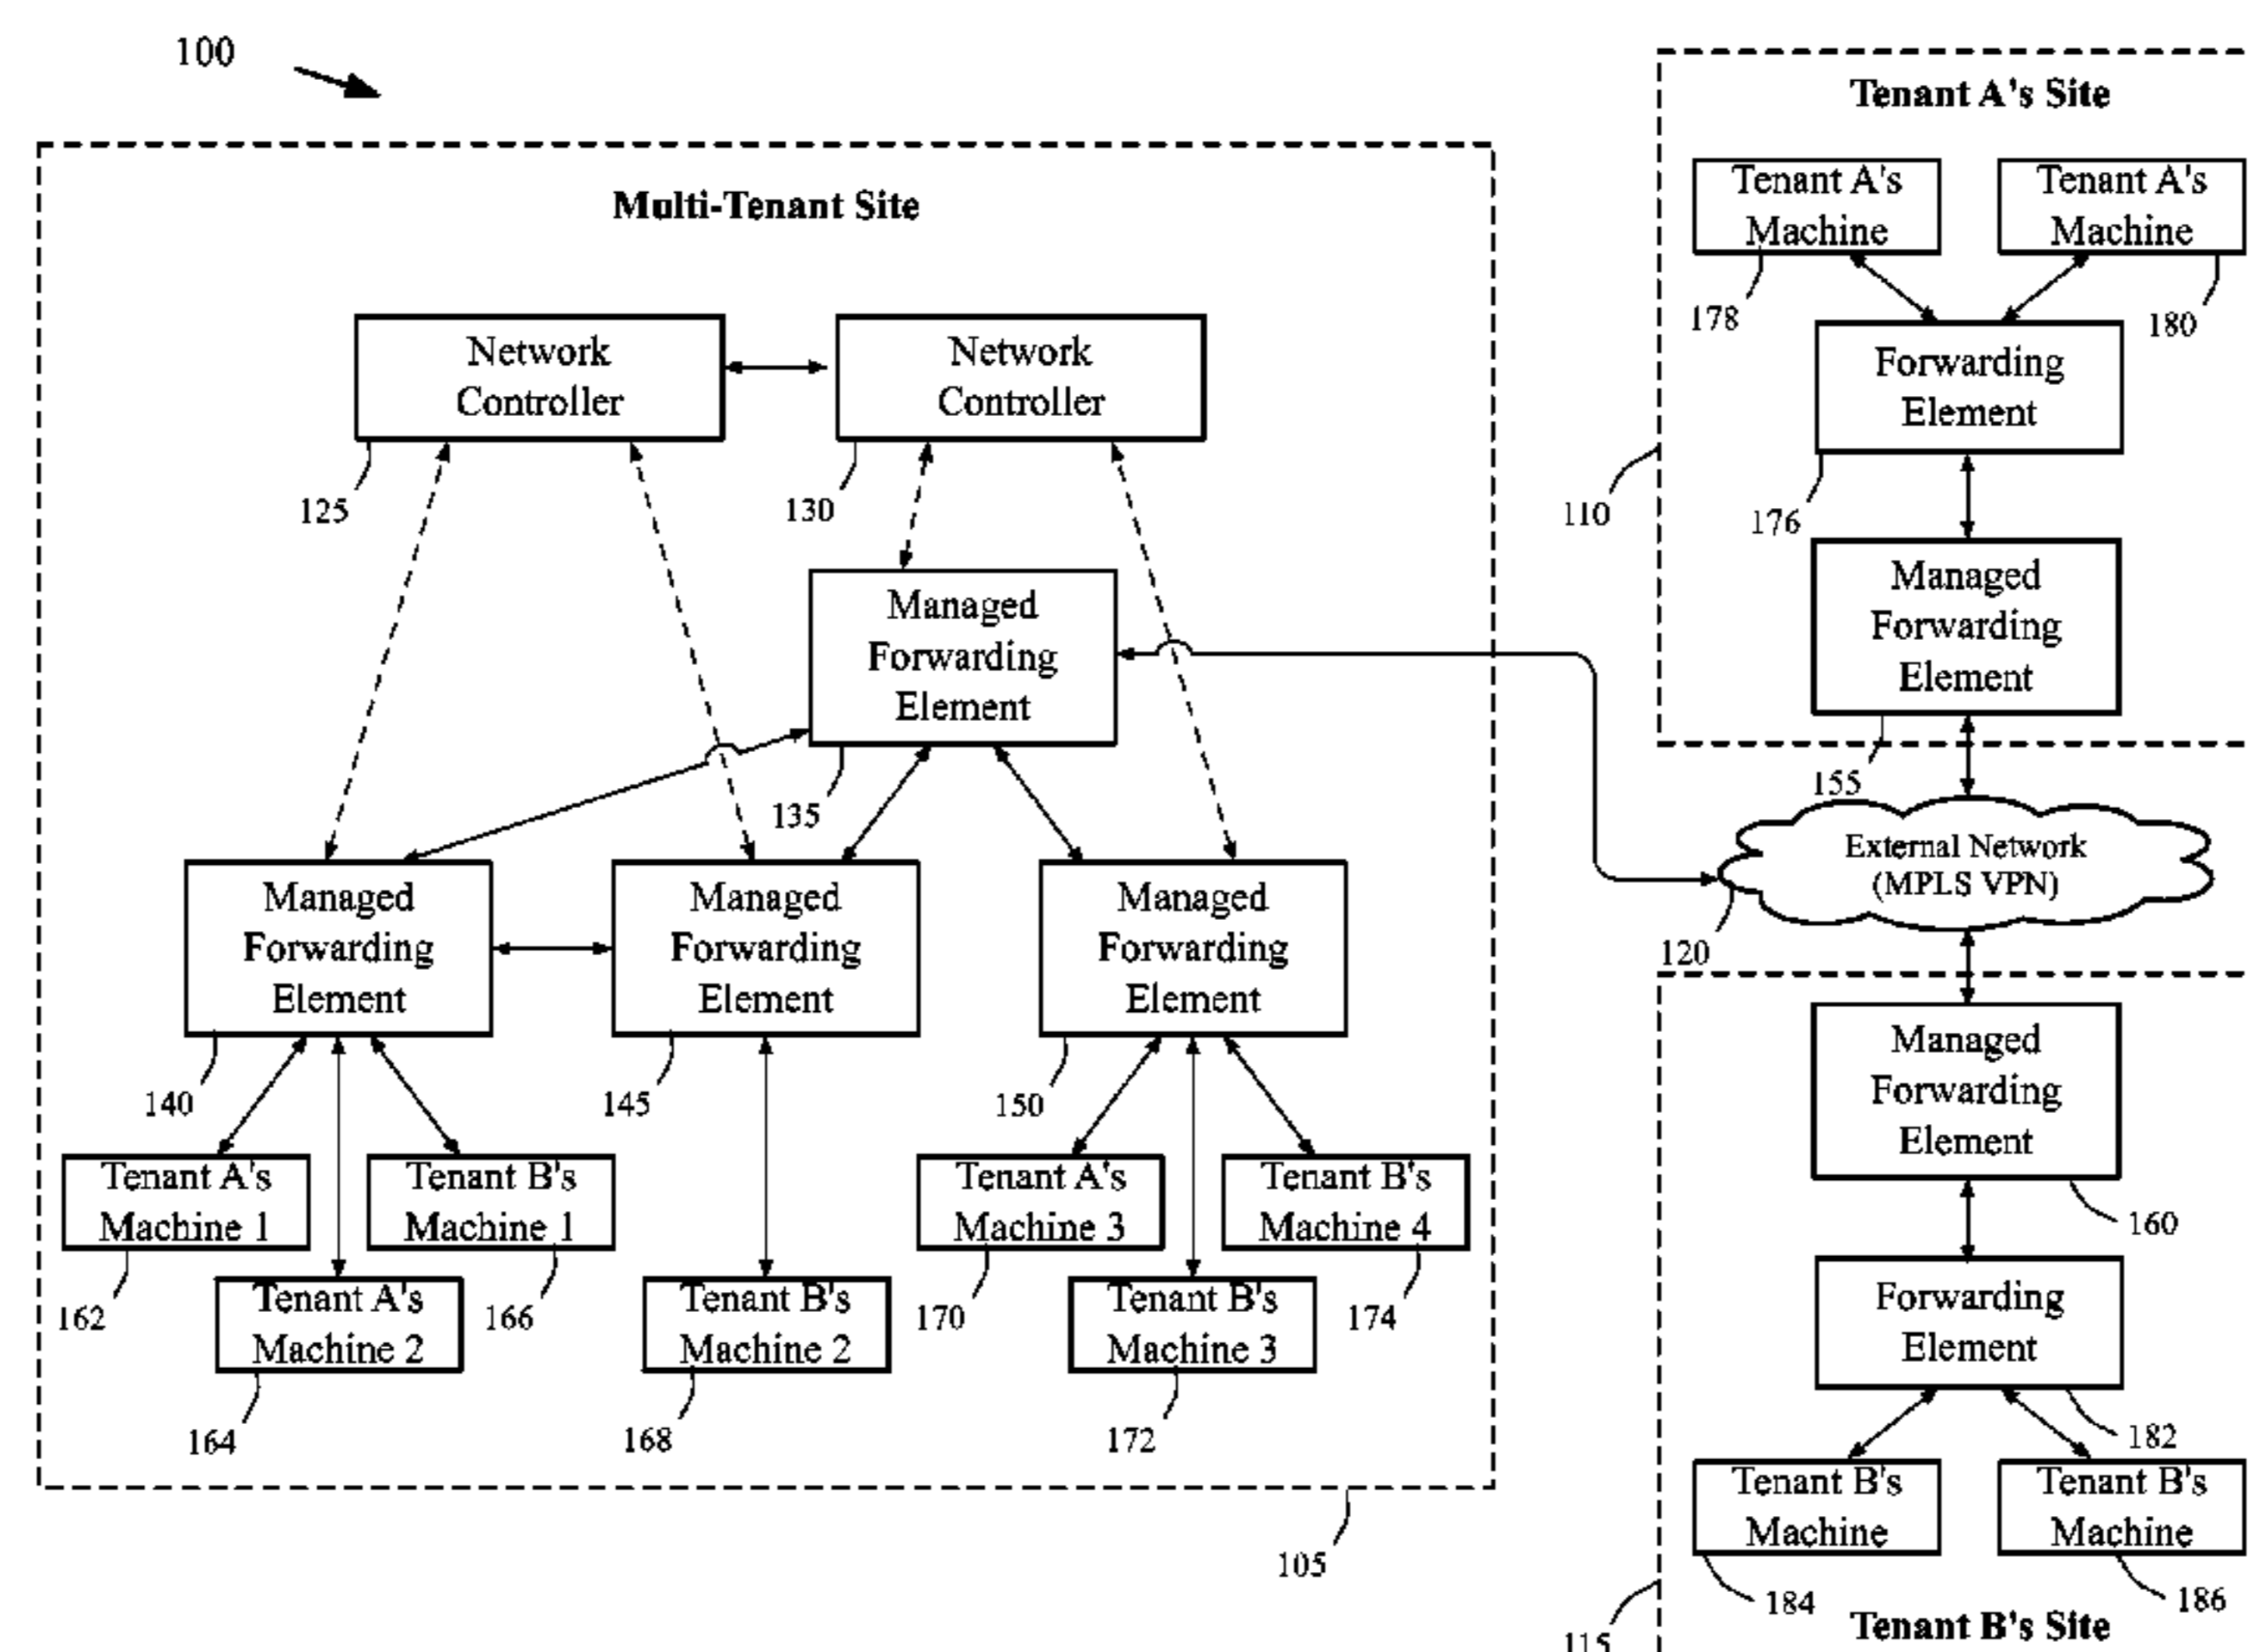 100
Multi-Tenant Site
Network
Controller
125
Network
Controller
130
Managed
Forwarding
Element
135
Managed
Forwarding
Element
140
Managed
Forwarding
Element
145
Managed
Forwarding
Element
150
Tenant A's
Machine 1
162
Tenant A's
Machine 2
164
Tenant B's
Machine 1
166
Tenant B's
Machine 2
168
Tenant A's
Machine 3
170
Tenant B's
Machine 3
172
Tenant B's
Machine 4
174
105
Tenant A's Site
Tenant A's
Machine
178
Tenant A's
Machine
180
Forwarding
Element
176
110
Managed
Forwarding
Element
155
External Network
(MPLS VPN)
120
Managed
Forwarding
Element
160
Forwarding
Element
182
Tenant B's
Machine
184
Tenant B's
Machine
186
115
Tenant B's Site